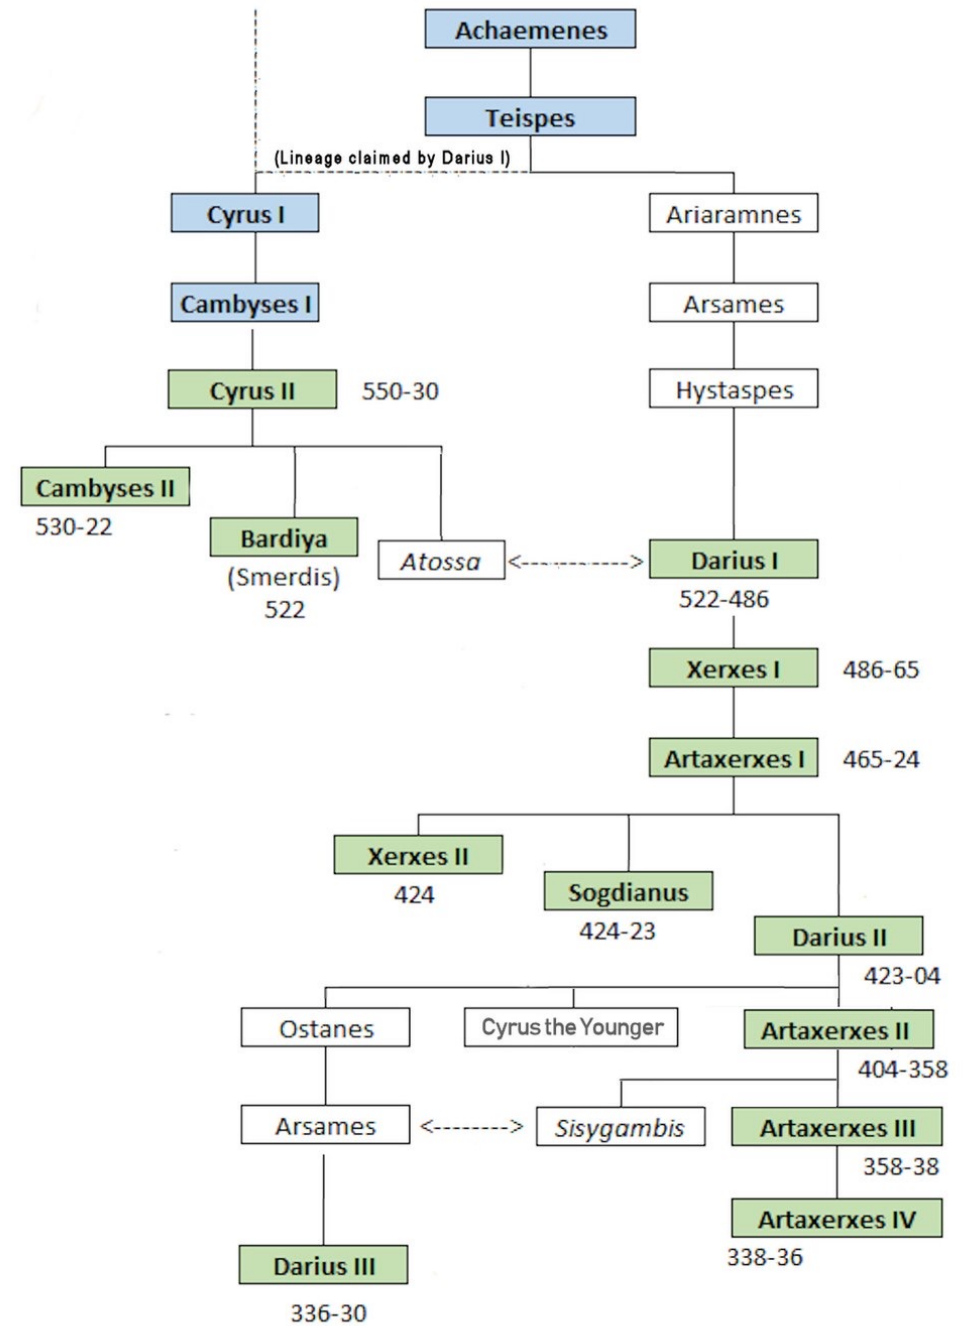 Achaemenes
Teispes
(Lineage claimed by Darius I)
Cyrus I
Ariaramnes
Cambyses I
Arsames
Cyrus II
550-30
Hystaspes
Cambyses II
530-22
Bardiya
(Smerdis)
522
Atossa
<----------->
Darius I
522-486
Xerxes I
486-65
Artaxerxes I
465-24
Xerxes II
424
Sogdianus
424-23
Darius II
423-04
Ostanes
Cyrus the Younger
Artaxerxes II
404-358
Arsames
<-------->
Sisygambis
Artaxerxes III
358-38
Artaxerxes IV
338-36
Darius III
336-30